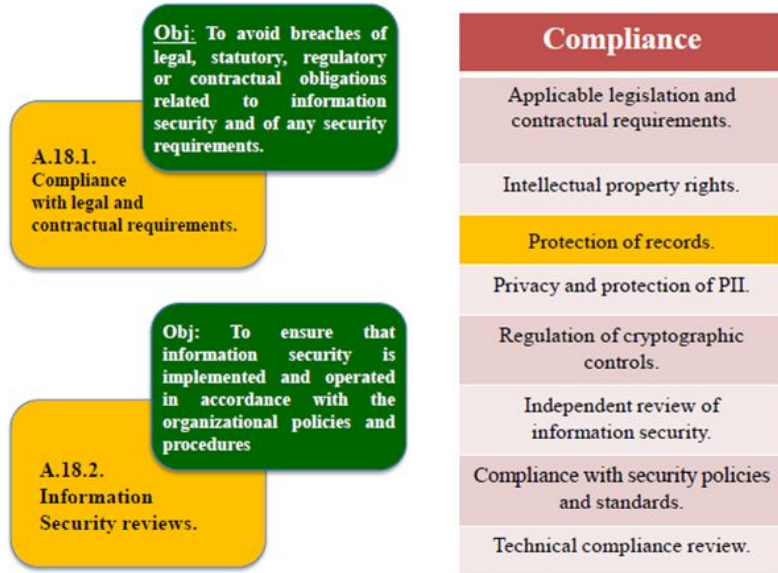 Obj: To avoid breaches of
legal, statutory, regulatory
or contractual obligations
related to information
security and of any security
requirements.
A.18.1.
Compliance
with legal and
contractual requirements.
Obj: To ensure that
information security is
implemented and operated
in accordance with the
organizational policies and
procedures
A.18.2.
Information
Security reviews.
Compliance
Applicable legislation and
contractual requirements.
Intellectual property rights.
Protection of records.
Privacy and protection of PII.
Regulation of cryptographic
controls.
Independent review of
information security.
Compliance with security policies
and standards.
Technical compliance review.